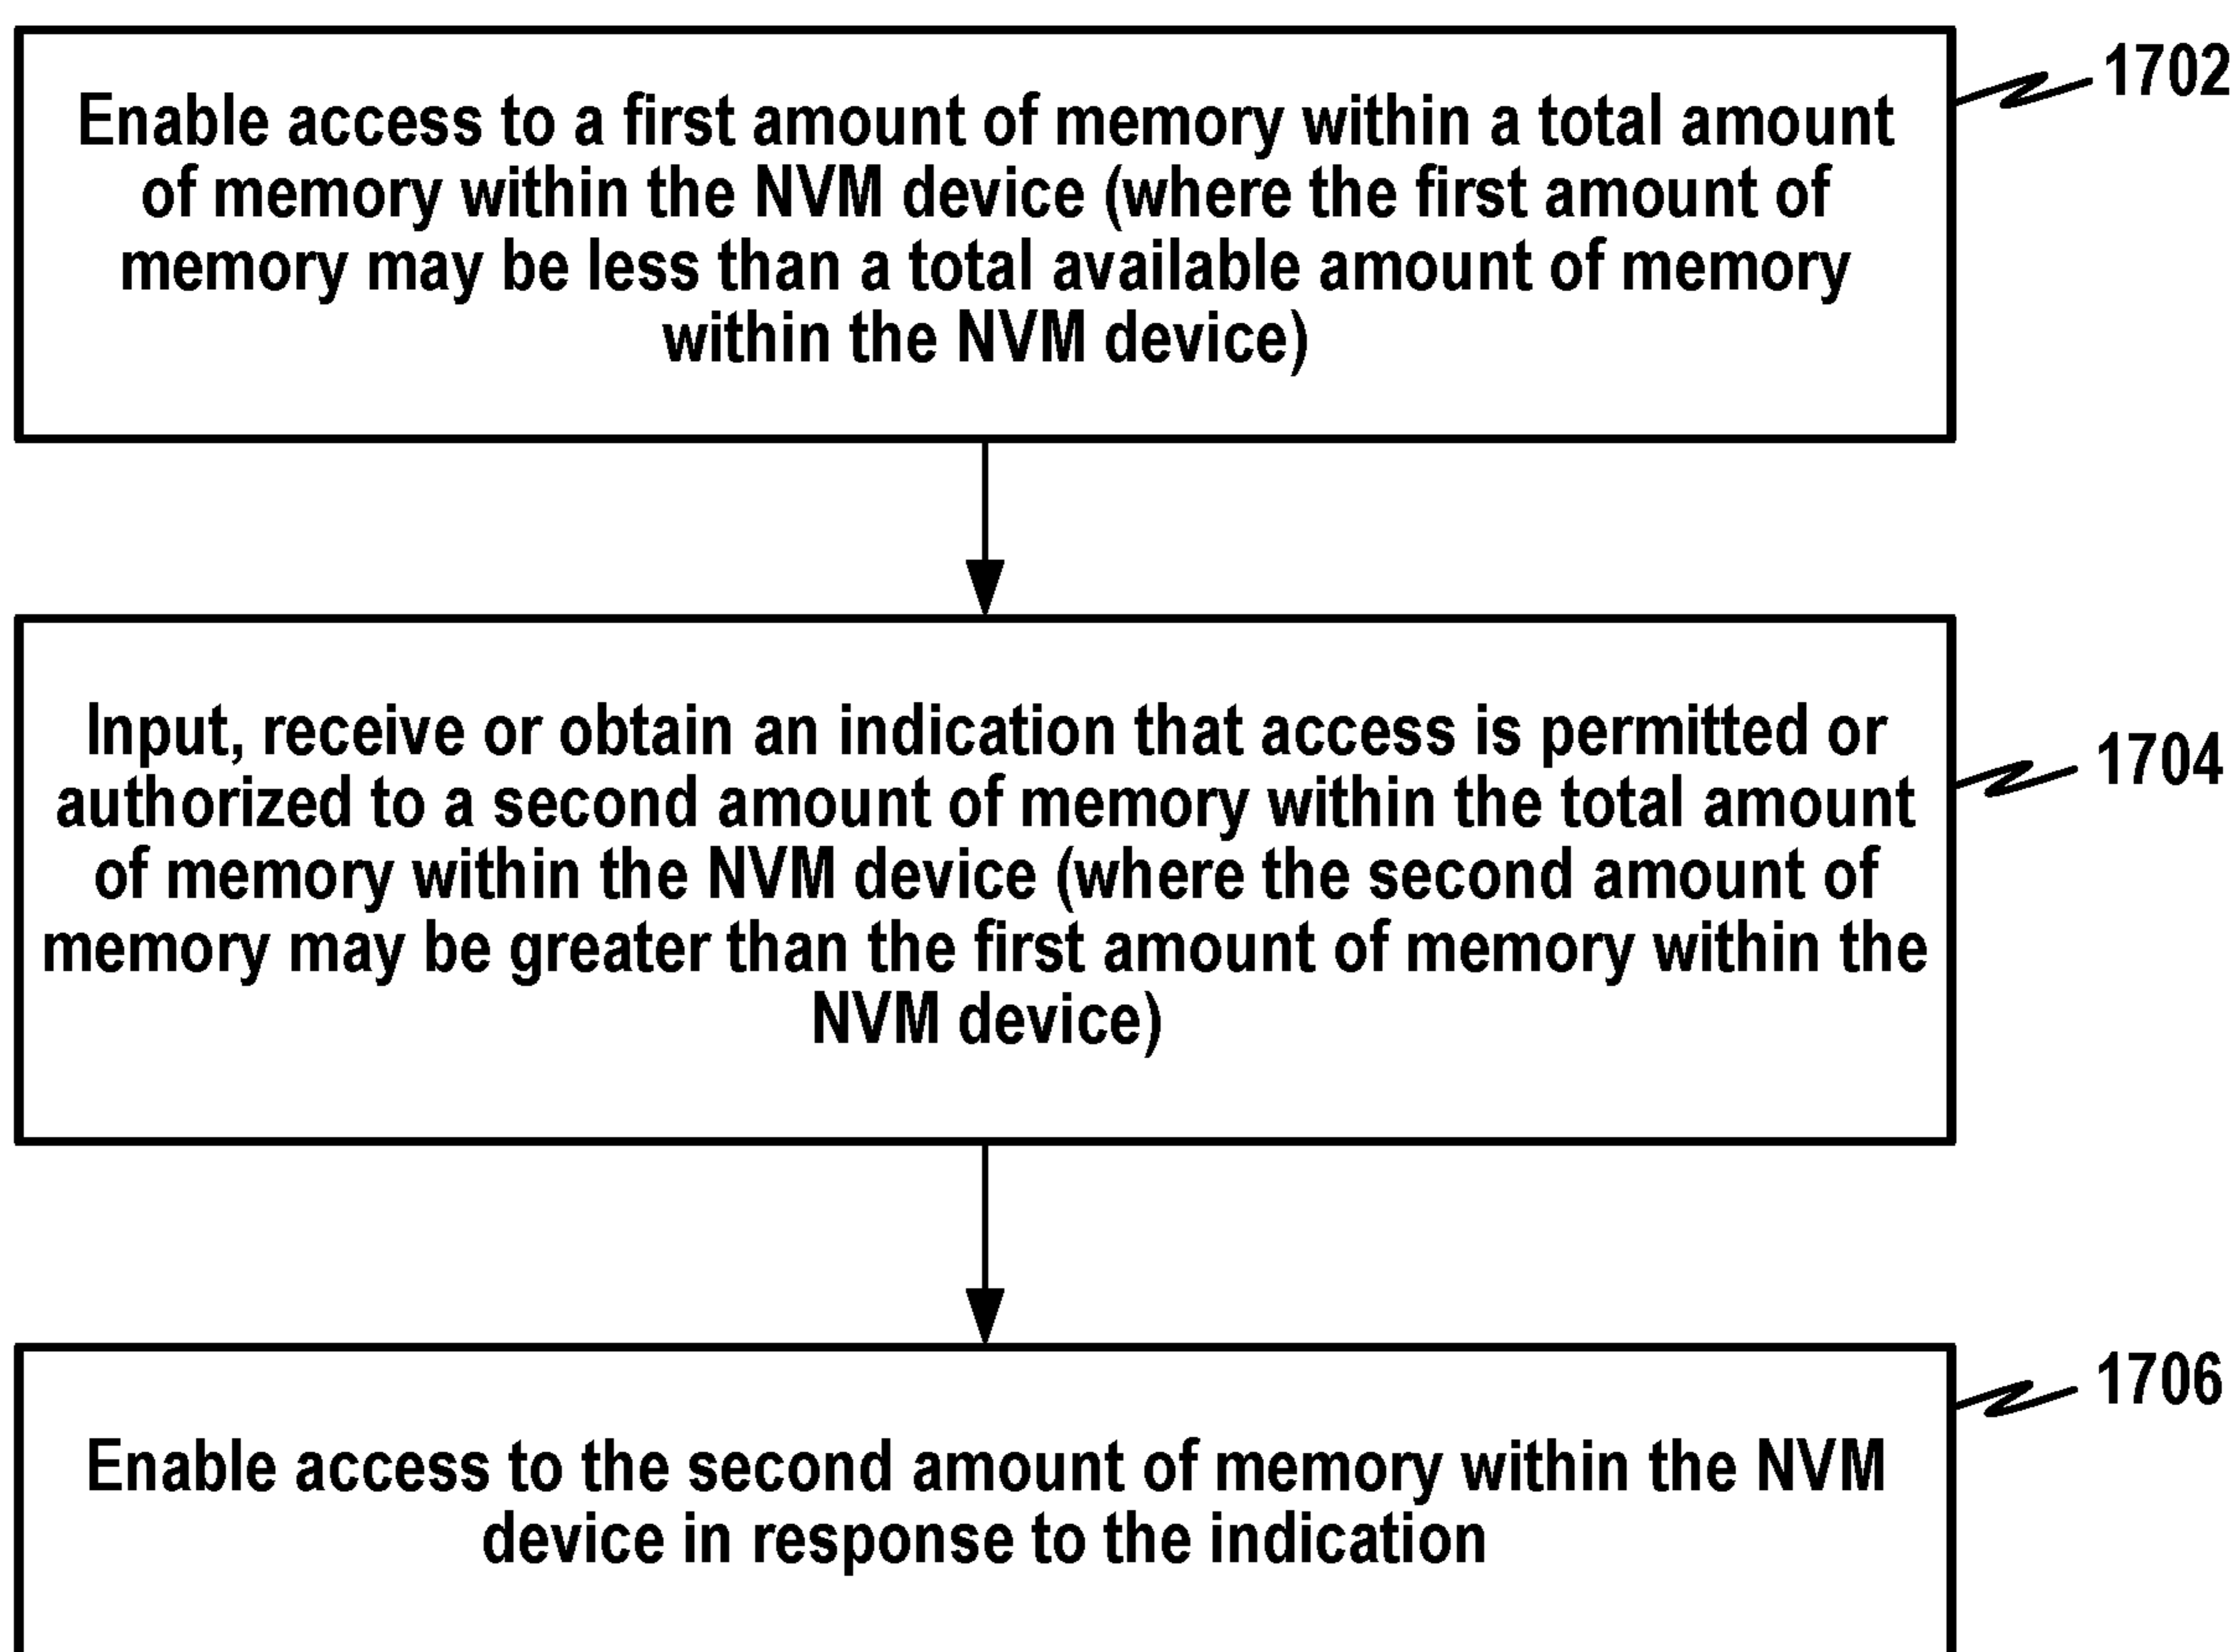 1702
Enable access to a first amount of memory within a total amount
of memory within the NVM device (where the first amount of
memory may be less than a total available amount of memory
within the NVM device)
Input, receive or obtain an indication that access is permitted or
authorized to a second amount of memory within the total amount
of memory within the NVM device (where the second amount of
memory may be greater than the first amount of memory within the
NVM device)
1704
Enable access to the second amount of memory within the NVM
device in response to the indication
1706